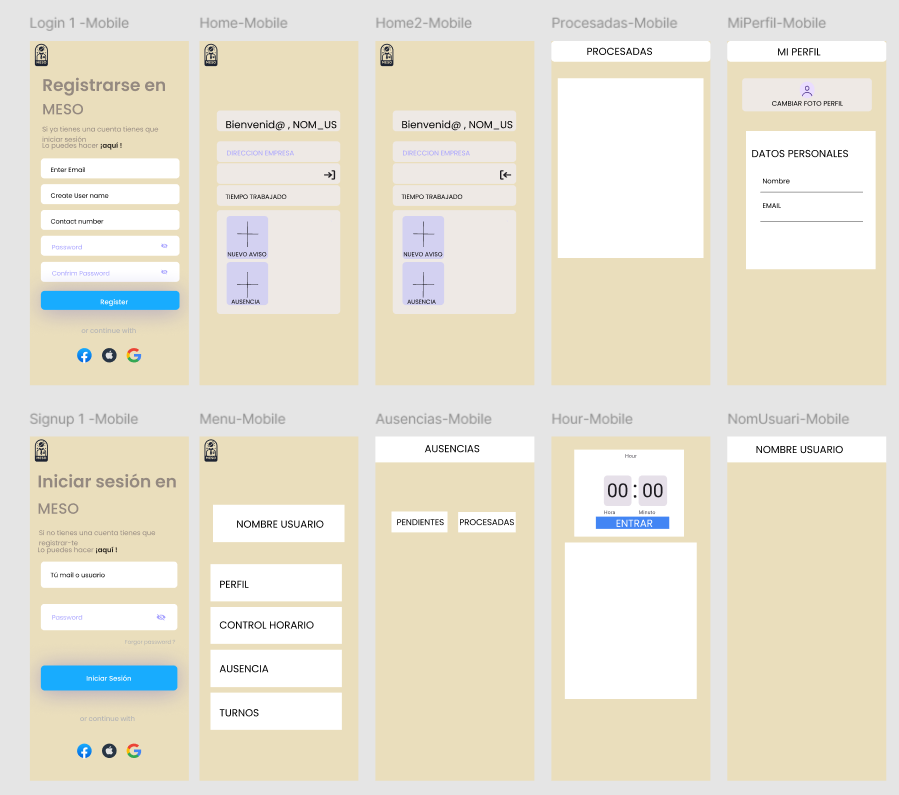 Login 1 -Mobile
MESO
Registrarse en
MESO
Si ya tienes una cuenta tienes que
iniciar sesión
Lo puedes hacer ¡aquí !
Enter Email
Create User name
Contact number
Password
Confrim Password
Register
or continue with
Home-Mobile
MESO
Bienvenid@ , NOM_US
DIRECCION EMPRESA
TIEMPO TRABAJADO
NUEVO AVISO
AUSENCIA
Home2-Mobile
MESO
Bienvenid@ , NOM_US
DIRECCION EMPRESA
TIEMPO TRABAJADO
NUEVO AVISO
AUSENCIA
Procesadas-Mobile
PROCESADAS
MiPerfil-Mobile
MI PERFIL
CAMBIAR FOTO PERFIL
DATOS PERSONALES
Nombre
EMAIL
Signup 1 -Mobile
MESO
Iniciar sesión en
MESO
Si no tienes una cuenta tienes que
registrar-te
Lo puedes hacer ¡aquí !
Tú mail o usuario
Password
Forgor password ?
Iniciar Sesión
or continue with
Menu-Mobile
MESO
NOMBRE USUARIO
PERFIL
CONTROL HORARIO
AUSENCIA
TURNOS
Ausencias-Mobile
AUSENCIAS
PENDIENTES
PROCESADAS
Hour-Mobile
Hour
00:00
Hora Minuto
ENTRAR
NomUsuari-Mobile
NOMBRE USUARIO